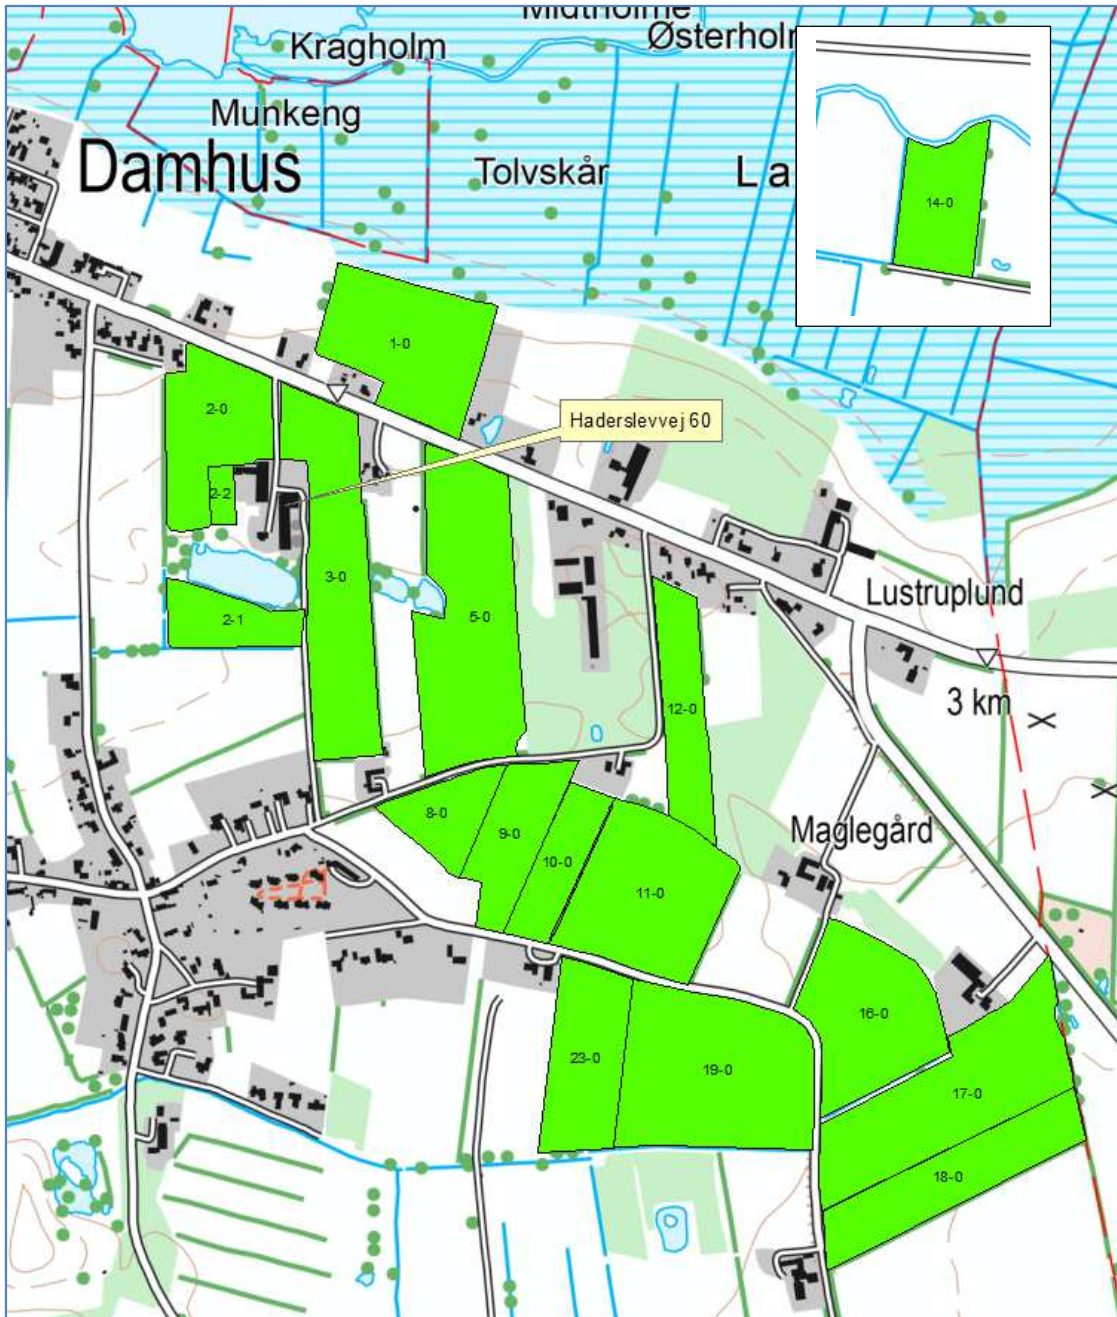 Midtholme
Kragholm
Østerholm
Munkeng
Damhus
Tolvskår
La
14-0
1-0
2-0
Haderslevvej 60
2-2
3-0
2-1
5-0
Lustruplund
12-0
3 km
8-0
9-0
10-0
11-0
Maglegård
16-0
23-0
19-0
17-0
18-0